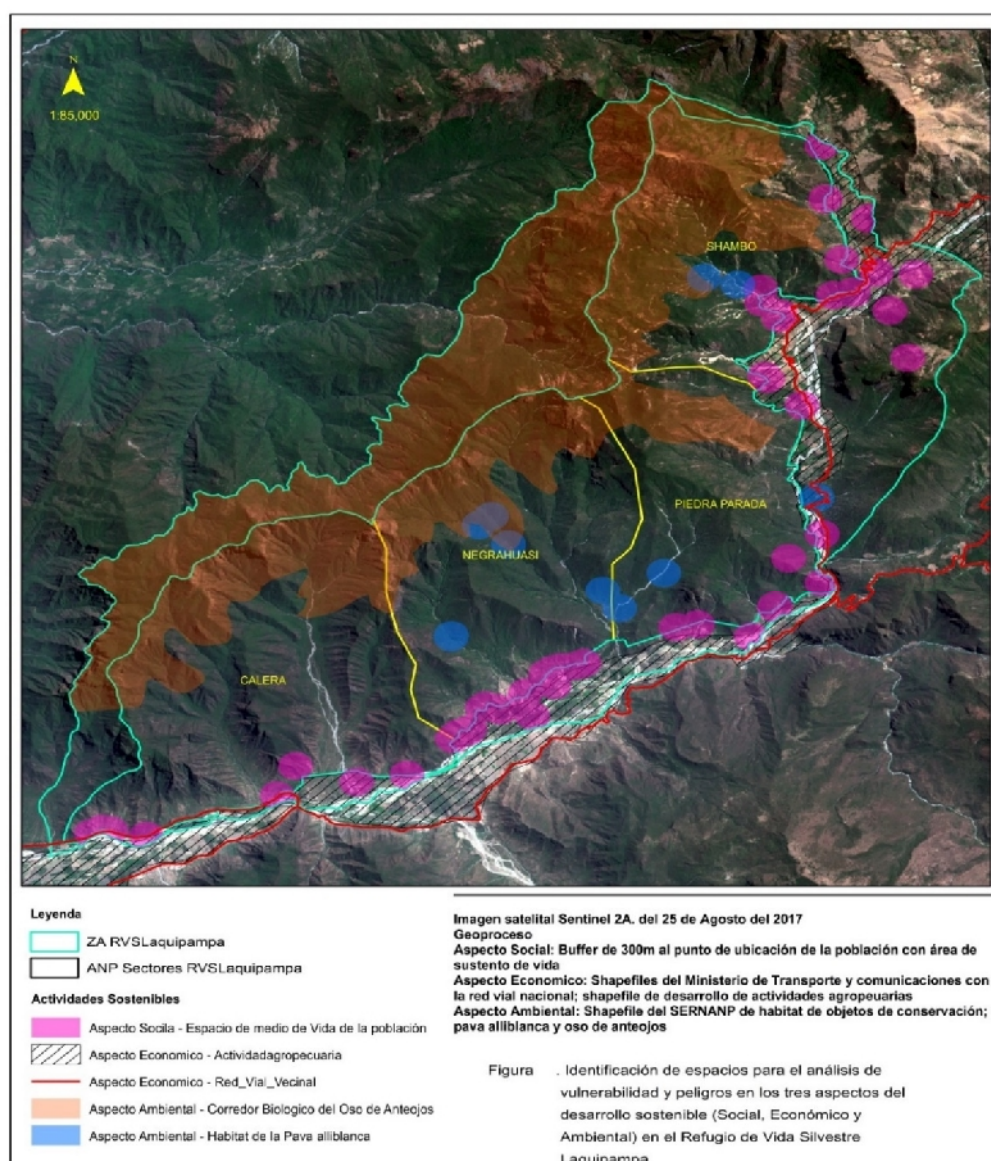 N
1:85,000
SHAMBO
PIEDRA PARADA
NEGRAHUASI
CALERA
Leyenda
ZA RVSLaquipampa
ANP Sectores RVSLaquipampa
Actividades Sostenibles
Aspecto Socila - Espacio de medio de Vida de la población
Aspecto Economico - Actividadagropecuaria
Aspecto Economico - Red_Vial_Vecinal
Aspecto Ambiental - Corredor Biologico del Oso de Anteojos
Aspecto Ambiental - Habitat de la Pava alliblanca
Imagen satelital Sentinel 2A. del 25 de Agosto del 2017
Geoproceso
Aspecto Social: Buffer de 300m al punto de ubicación de la población con área de
sustento de vida
Aspecto Economico: Shapefiles del Ministerio de Transporte y comunicaciones con
la red vial nacional; shapefile de desarrollo de actividades agropeuarias
Aspecto Ambiental: Shapefile del SERNANP de habitat de objetos de conservación;
pava alliblanca y oso de anteojos
Figura . Identificación de espacios para el análisis de
vulnerabilidad y peligros en los tres aspectos del
desarrollo sostenible (Social, Económico y
Ambiental) en el Refugio de Vida Silvestre
Laquipampa